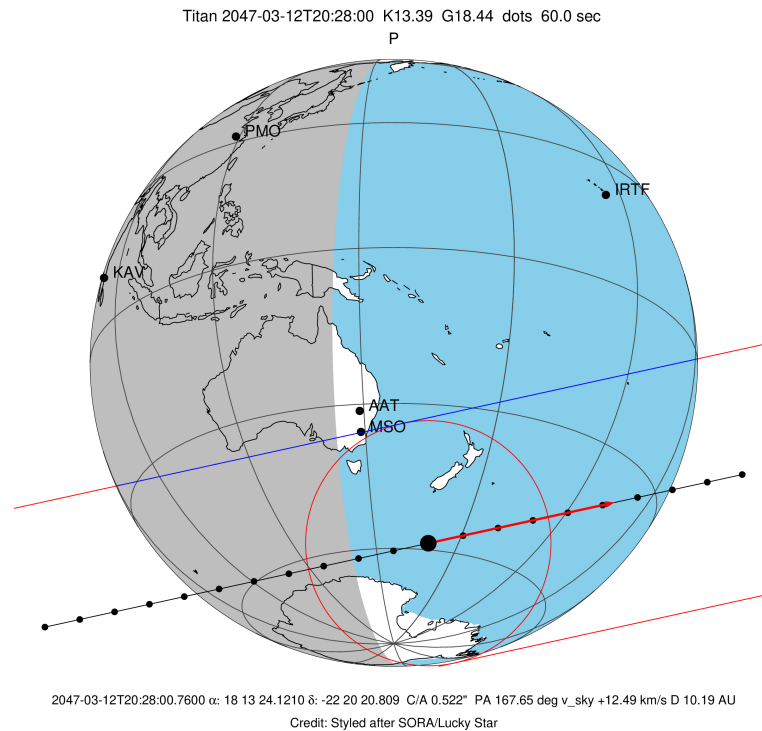 Titan 2047-03-12T20:28:00 K13.39 G18.44 dots 60.0 sec
P
PMO
IRTF
KAV
AAT
MSO
2047-03-12T20:28:00.7600 α: 18 13 24.1210 δ: -22 20 20.809 C/A 0.522" PA 167.65 deg v_sky +12.49 km/s D 10.19 AU
Credit: Styled after SORA/Lucky Star